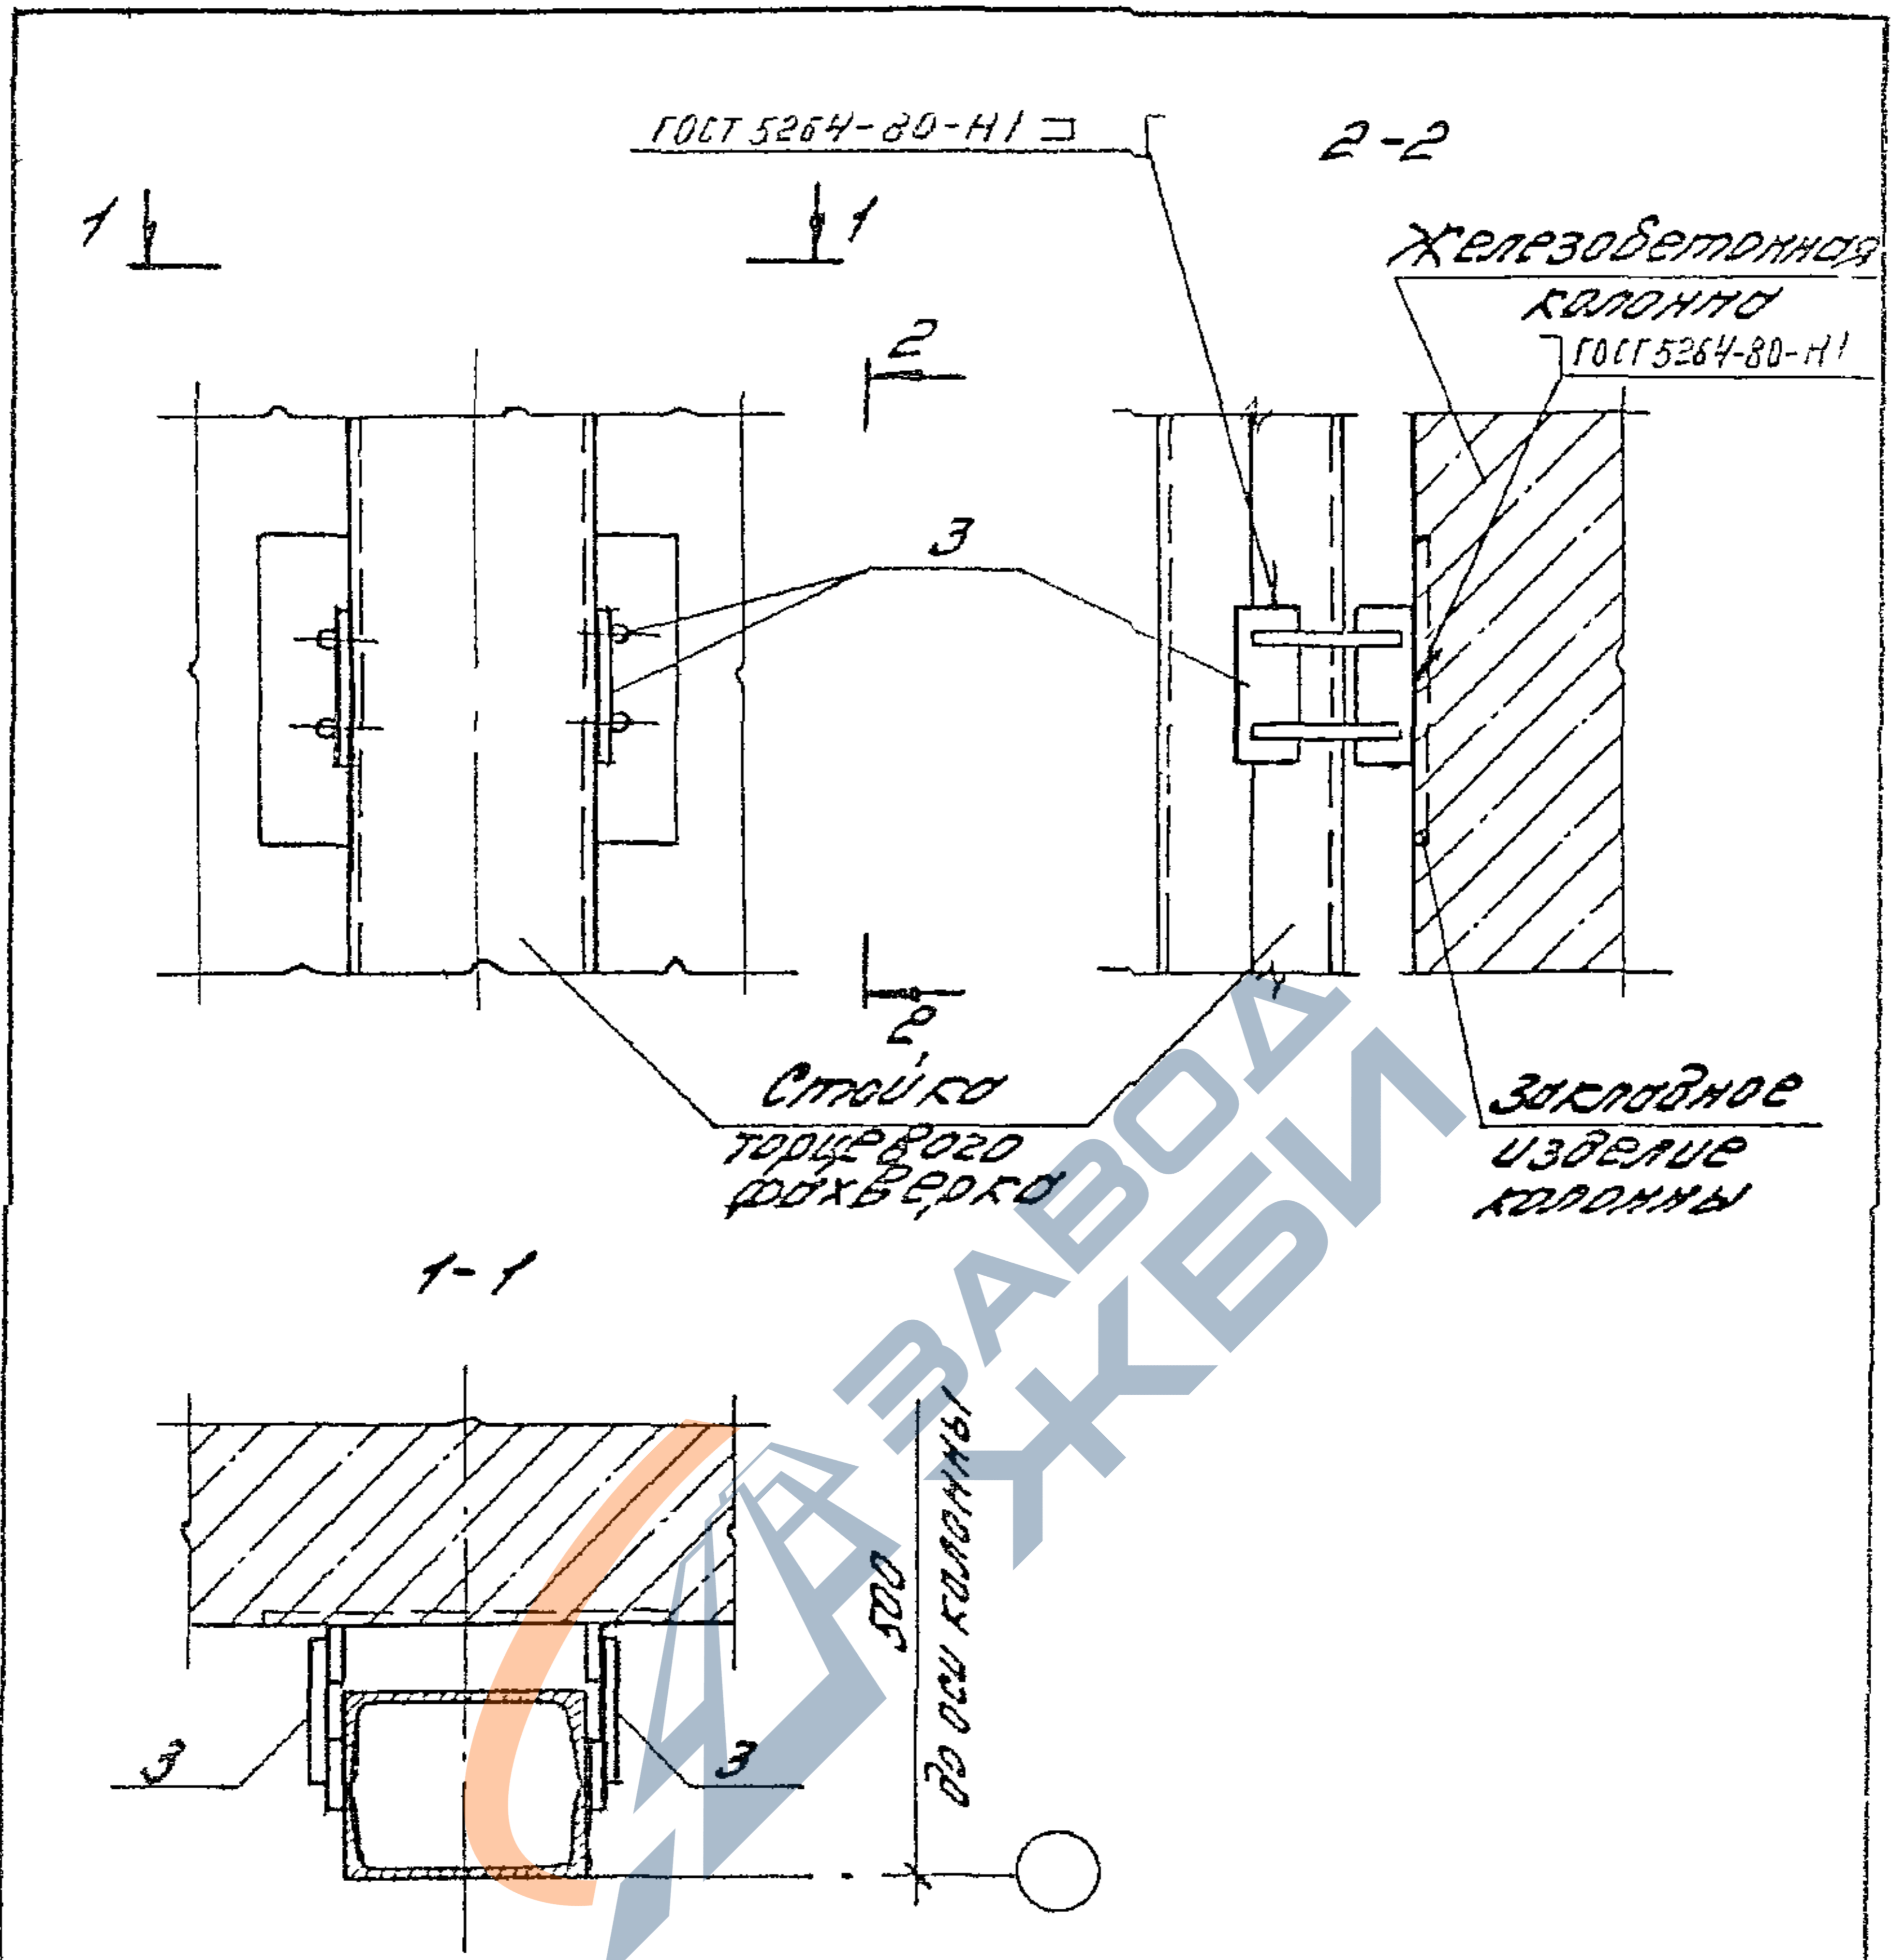 ГОСТ 5264-80-Н1
2-2
1
1
Железобетонная
колонна
ГОСТ 5264-80-Н1
2
3
2
Стойка
торцевого
фахверка
Закладное
изделие
колонны
1-1
ЗАВОД
ЖБИ
500
до оси колонны
3
3